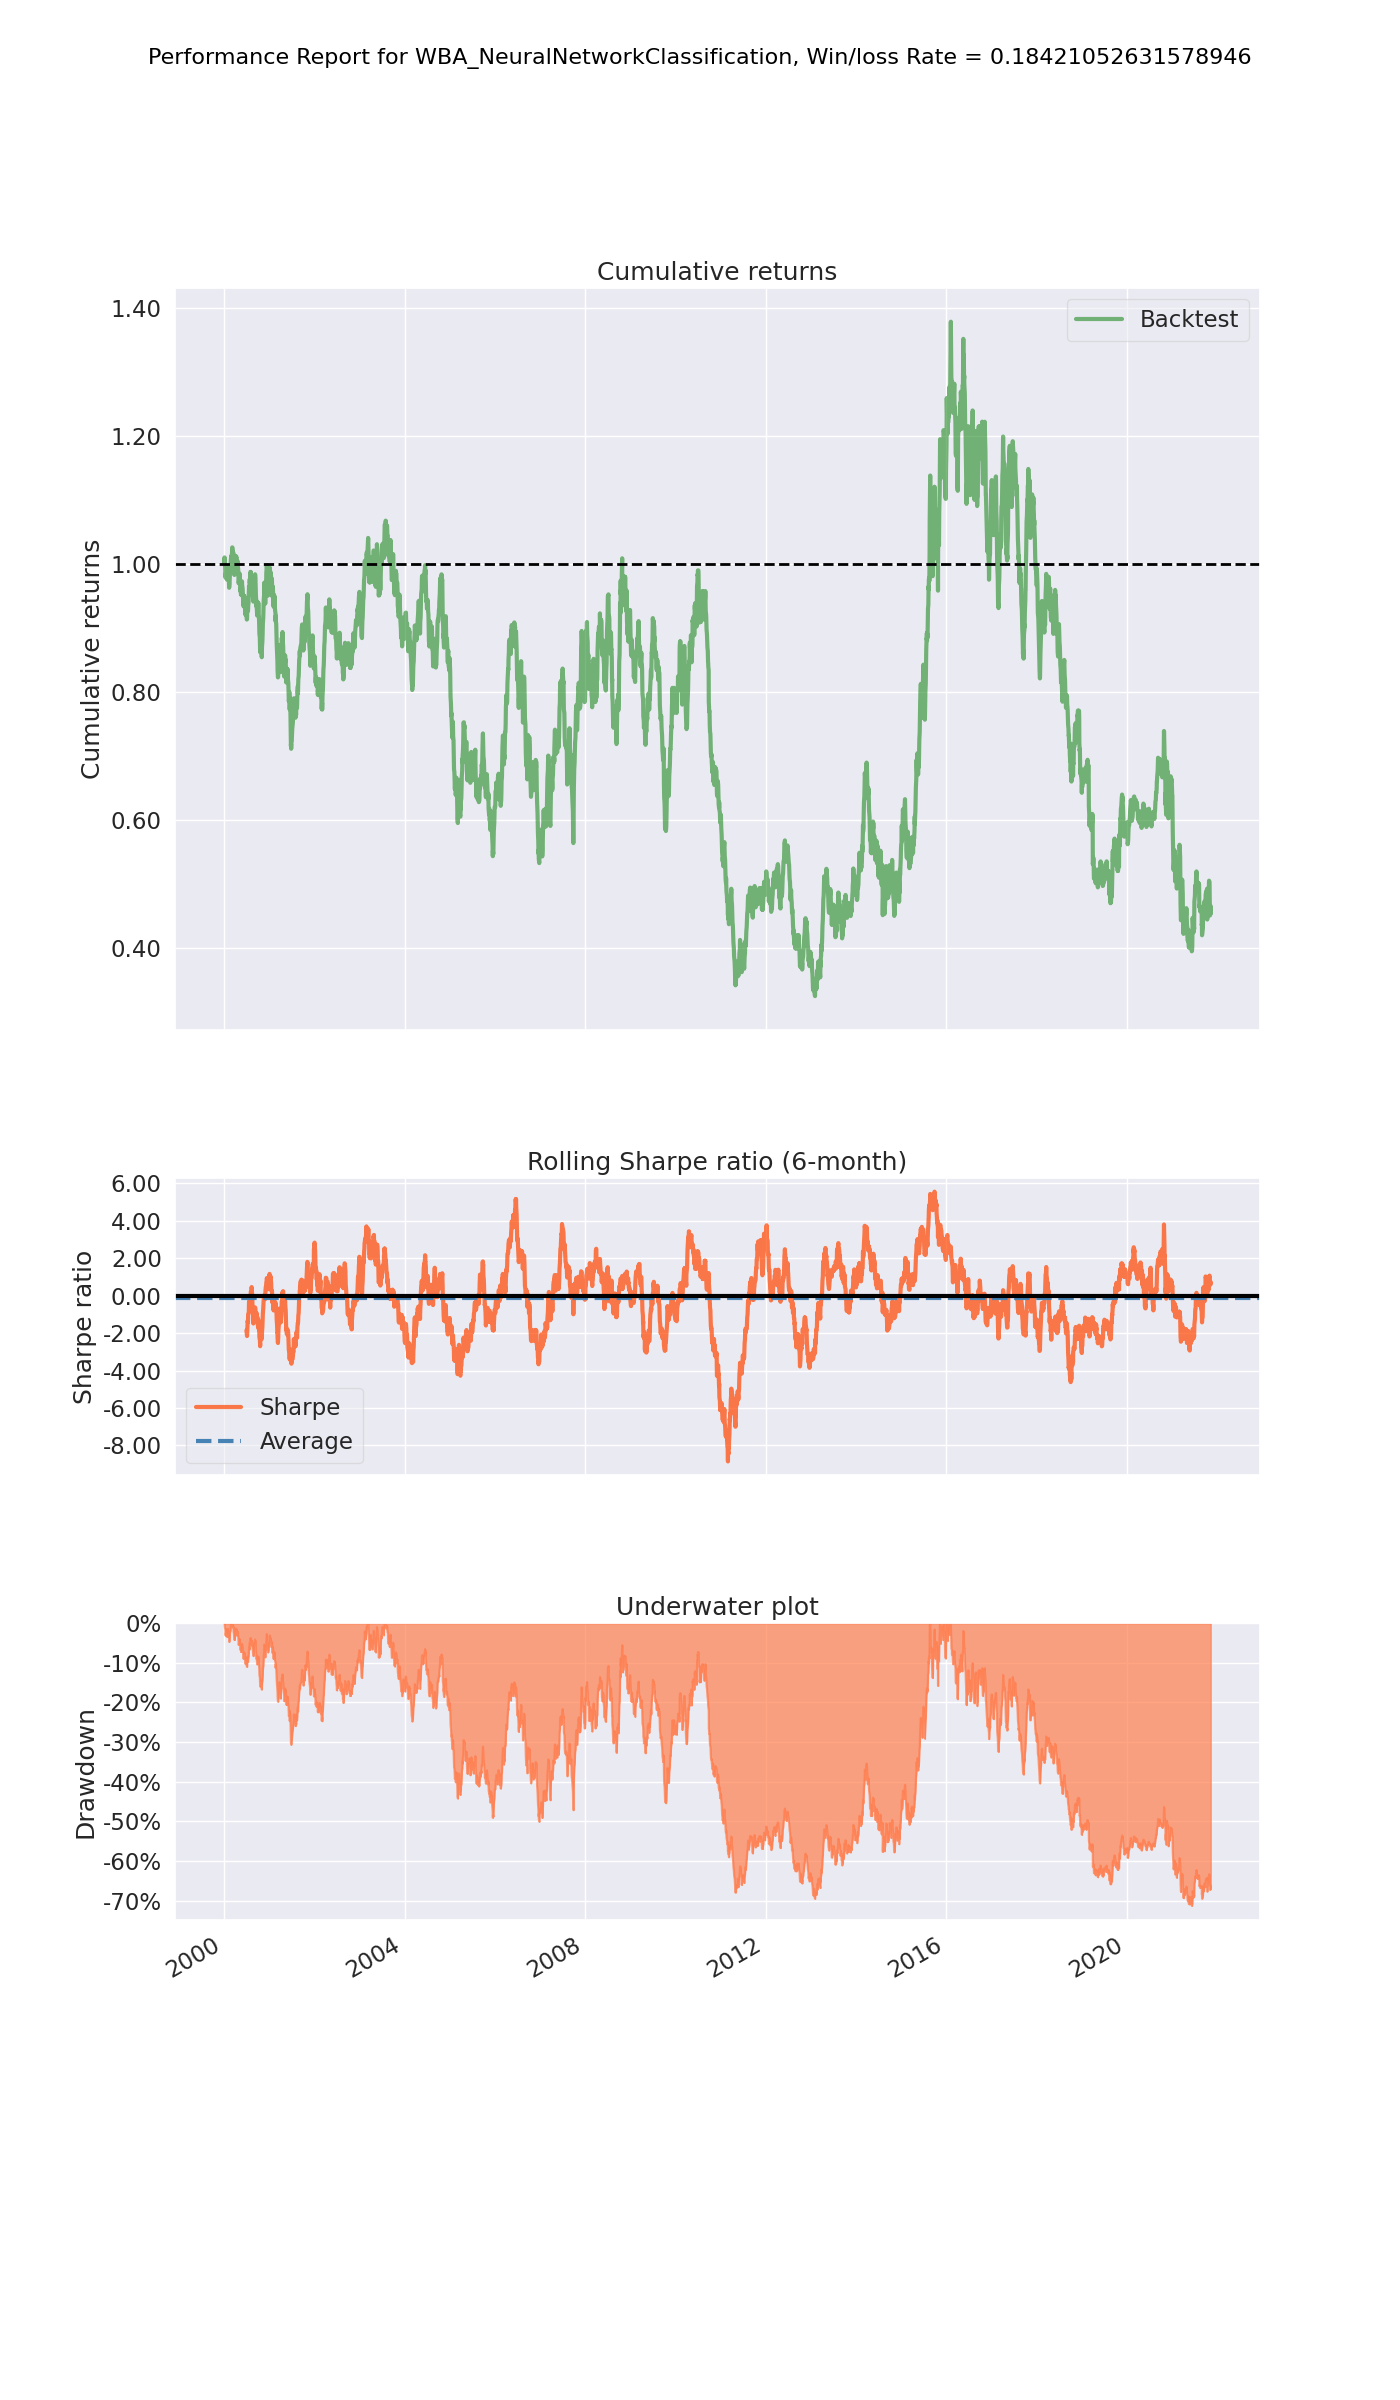 Performance Report for WBA_NeuralNetworkClassification, Win/loss Rate = 0.18421052631578946
Cumulative returns
1.40
1.20
1.00
0.80
0.60
0.40
Cumulative returns
Backtest
Rolling Sharpe ratio (6-month)
6.00
4.00
2.00
0.00
-2.00
-4.00
-6.00
-8.00
Sharpe ratio
Sharpe
Average
Underwater plot
0%
-10%
-20%
-30%
-40%
-50%
-60%
-70%
Drawdown
2000
2004
2008
2012
2016
2020